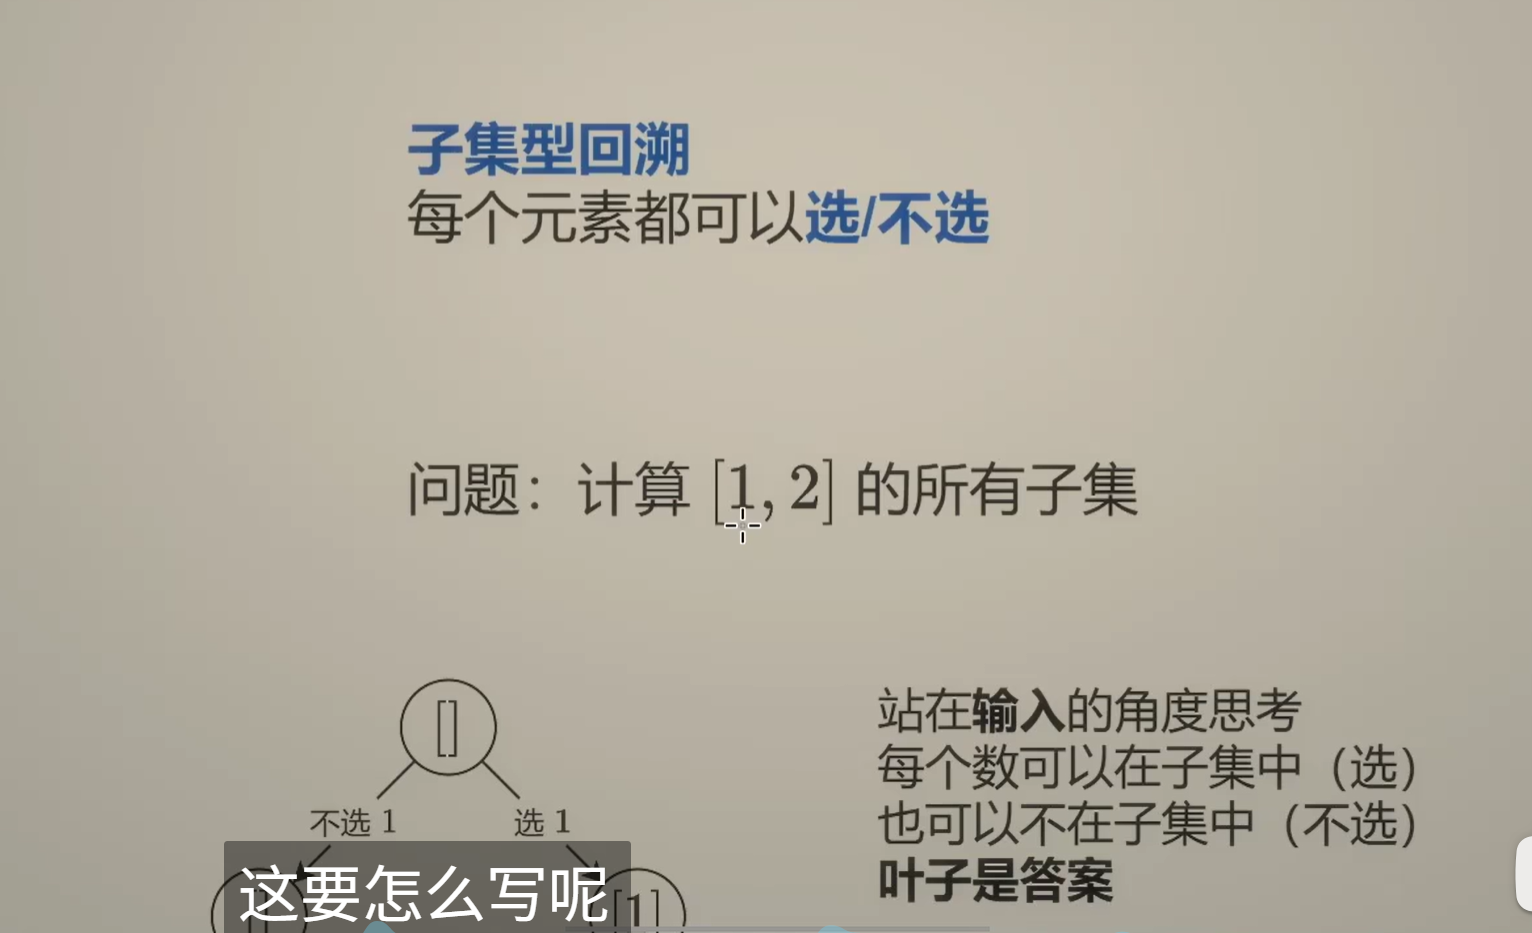 子集型回溯
每个元素都可以选/不选
问题：计算 [1, 2] 的所有子集
[]
不选 1
选 1
[1]
站在输入的角度思考
每个数可以在子集中（选）
也可以不在子集中（不选）
叶子是答案
这要怎么写呢